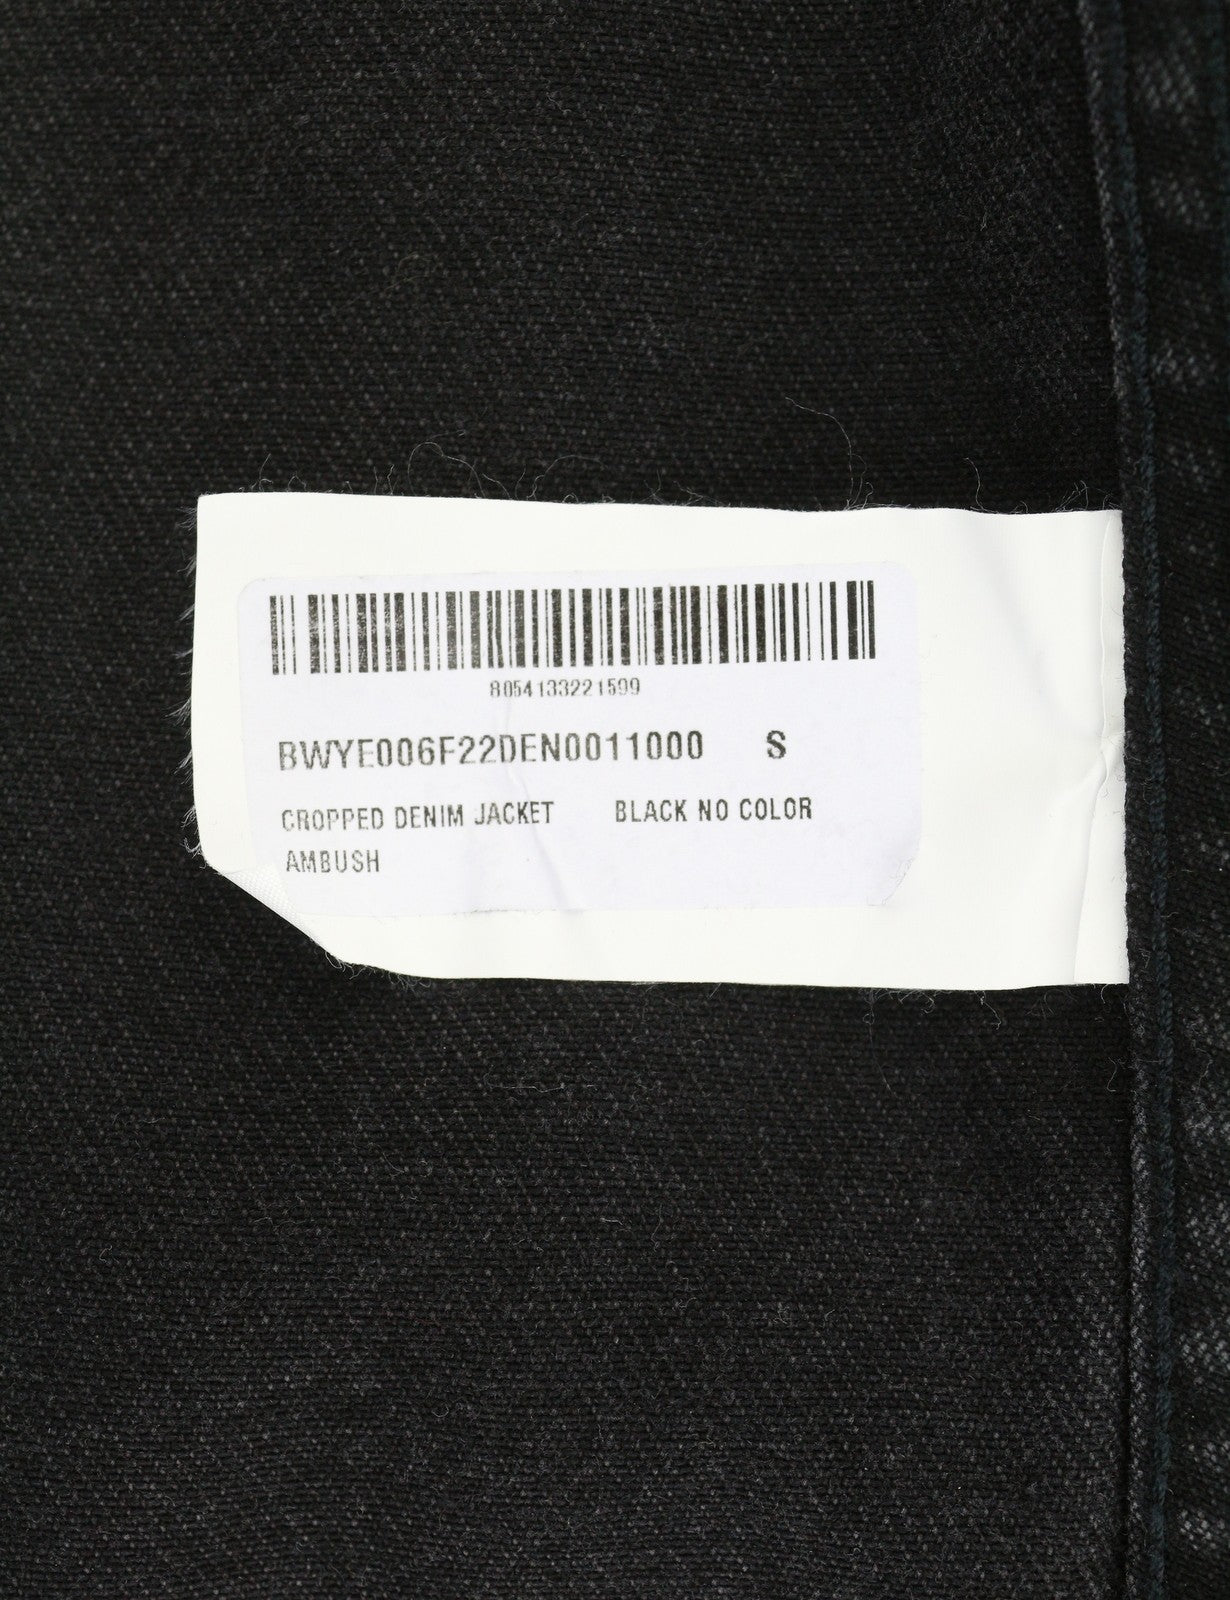 8054133221599
BWYE006F22DEN0011000 S
CROPPED DENIM JACKET BLACK NO COLOR
AMBUSH